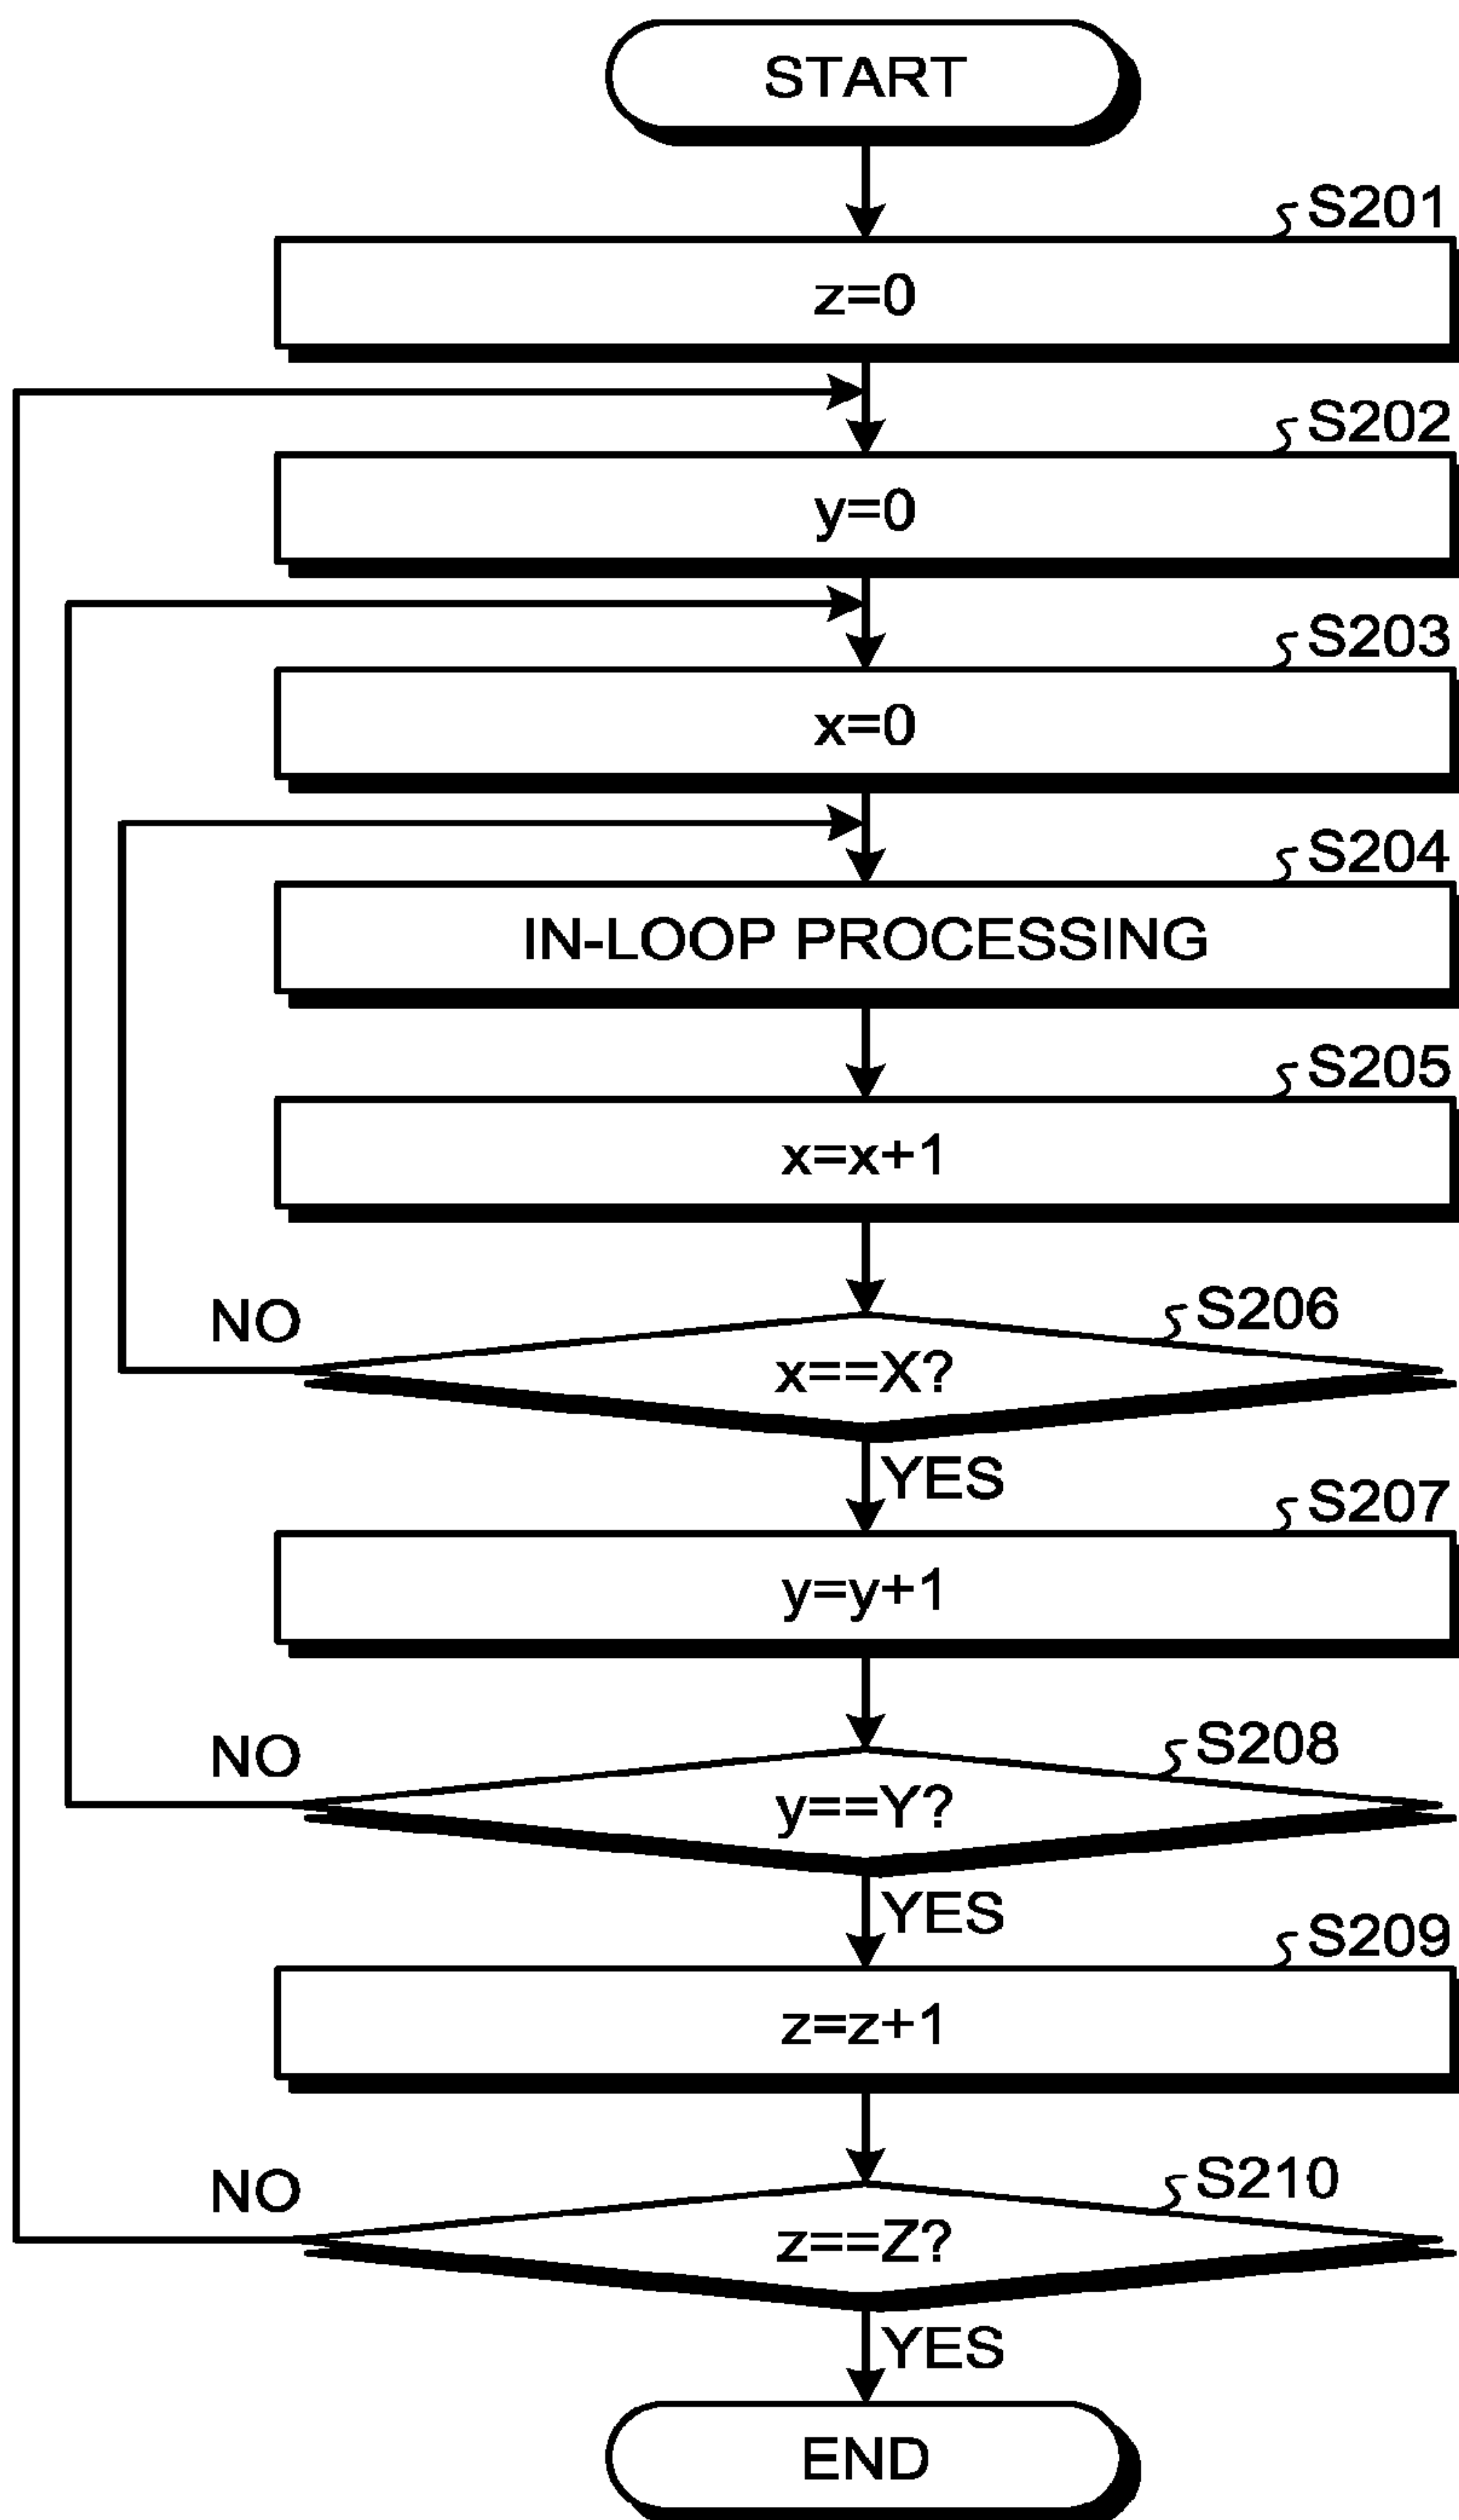 START
S201
z=0
S202
y=0
S203
x=0
S204
IN-LOOP PROCESSING
S205
x=x+1
S206
NO
x==X?
YES
S207
y=y+1
S208
NO
y==Y?
YES
S209
z=z+1
S210
NO
z==Z?
YES
END